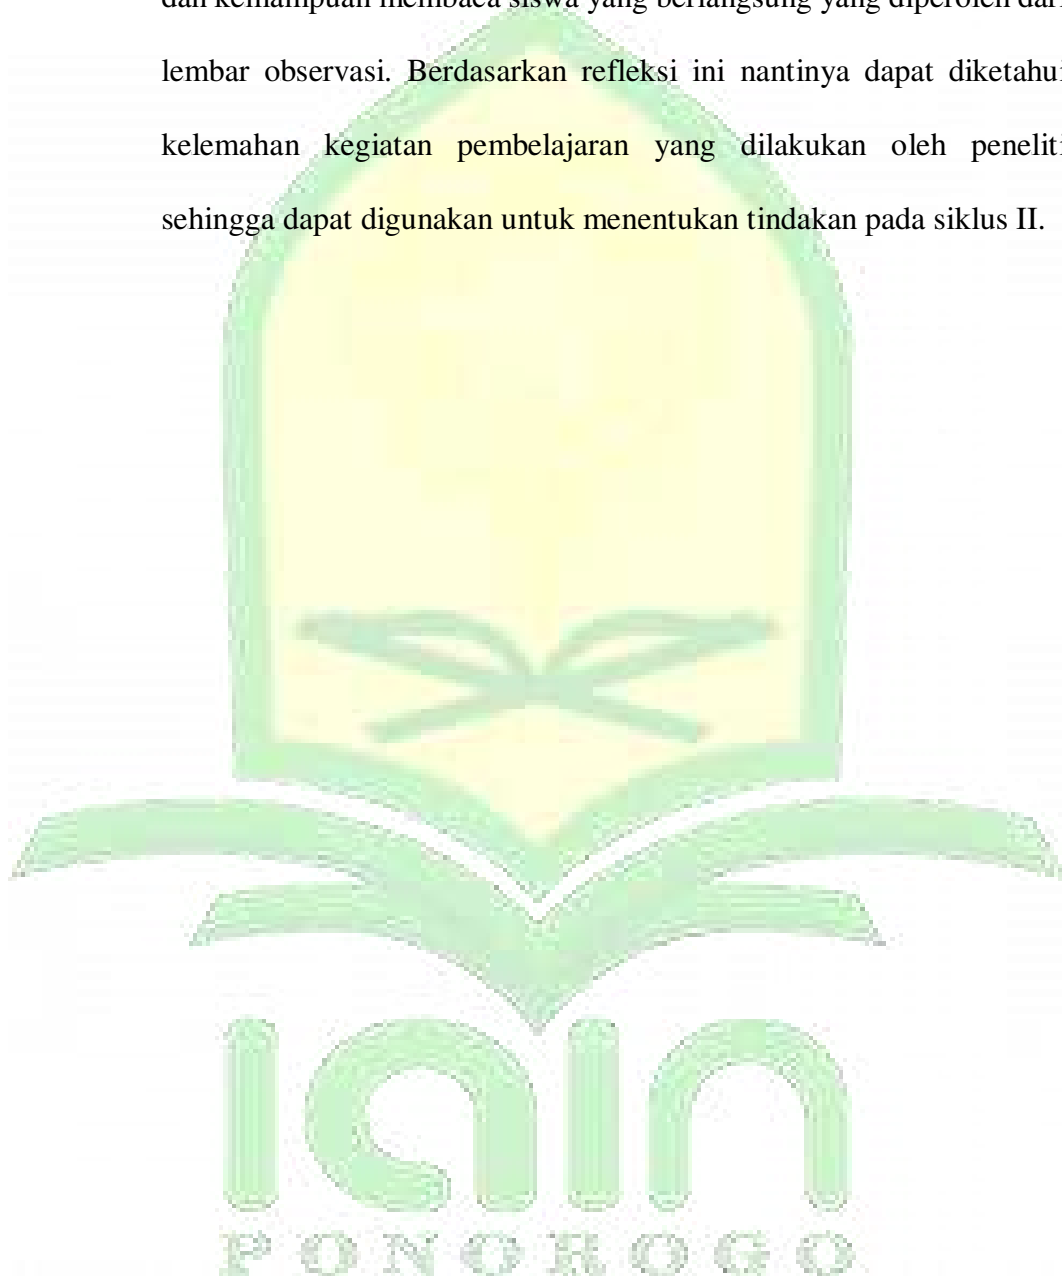 dan kemampuan membaca siswa yang berlangsung yang diperoleh dari
lembar observasi. Berdasarkan refleksi ini nantinya dapat diketahui
kelemahan kegiatan pembelajaran yang dilakukan oleh peneliti
sehingga dapat digunakan untuk menentukan tindakan pada siklus II.
iain
PONOROGO